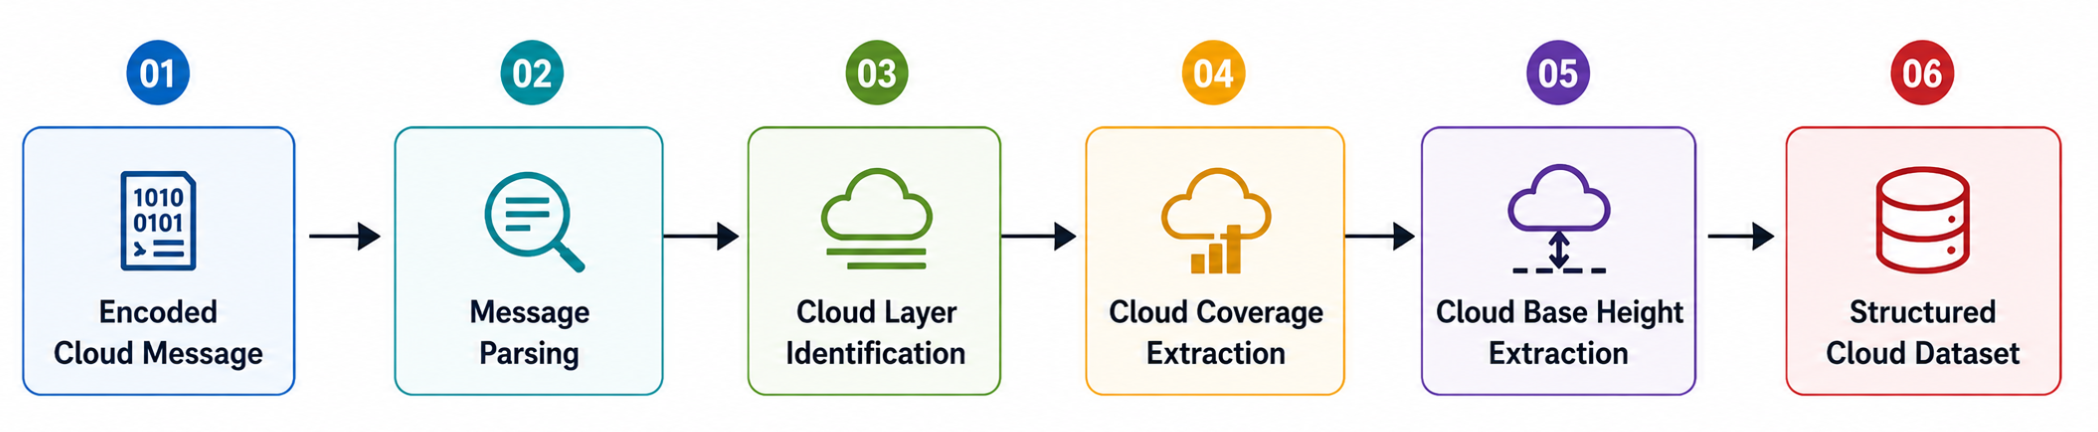 01
02
03
04
05
06
1010
0101
Encoded
Cloud Message
Message
Parsing
Cloud Layer
Identification
Cloud Coverage
Extraction
Cloud Base Height
Extraction
Structured
Cloud Dataset